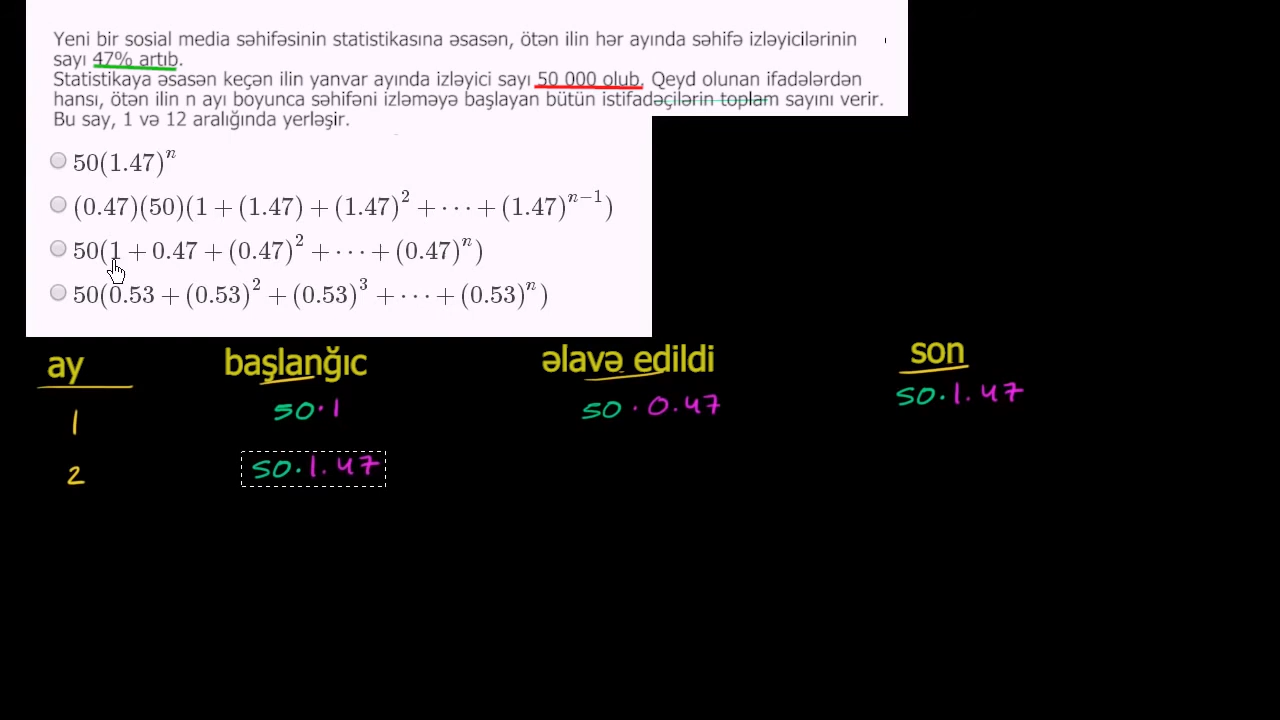 Yeni bir sosial media səhifəsinin statistikasına əsasən, ötən ilin hər ayında səhifə izləyicilərinin
sayı 47% artıb.
Statistikaya əsasən keçən ilin yanvar ayında izləyici sayı 50 000 olub. Qeyd olunan ifadələrdən
hansı, ötən ilin n ayı boyunca səhifəni izləməyə başlayan bütün istifadəçilərin toplam sayını verir.
Bu say, 1 və 12 aralığında yerləşir.
50(1.47)^n
(0.47)(50)(1 + (1.47) + (1.47)^2 + ⋯ + (1.47)^{n−1})
50(1 + 0.47 + (0.47)^2 + ⋯ + (0.47)^n)
50(0.53 + (0.53)^2 + (0.53)^3 + ⋯ + (0.53)^n)
ay başlanğıc əlavə edildi son
1 50·1 50·0.47 50·1.47
2 50·1.47